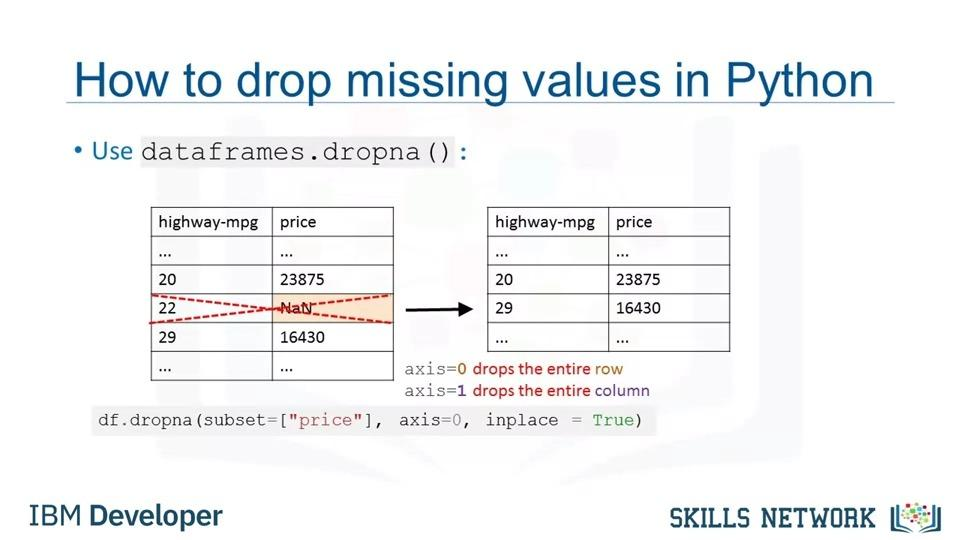 How to drop missing values in Python
• Use dataframes.dropna():
highway-mpg price
... ...
20 23875
22 NaN
29 16430
... ...
highway-mpg price
... ...
20 23875
29 16430
... ...
axis=0 drops the entire row
axis=1 drops the entire column
df.dropna(subset=["price"], axis=0, inplace = True)
IBM Developer
SKILLS NETWORK